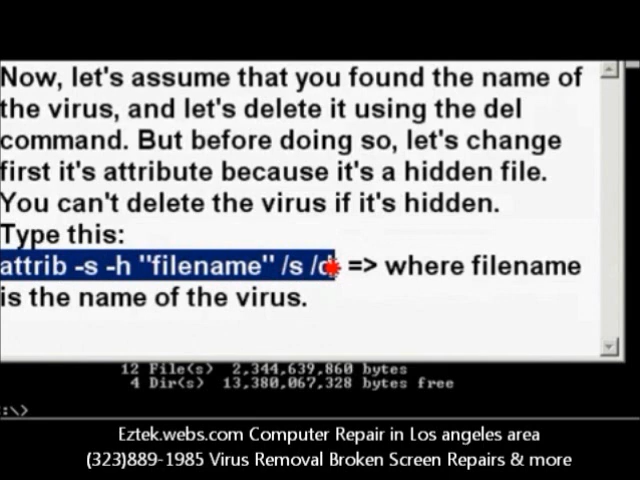 Now, let's assume that you found the name of
the virus, and let's delete it using the del
command. But before doing so, let's change
first it's attribute because it's a hidden file.
You can't delete the virus if it's hidden.
Type this:
attrib -s -h "filename" /s /d => where filename
is the name of the virus.
12 File(s) 2,344,639,860 bytes
4 Dir(s) 13,380,067,328 bytes free
:\>
Eztek.webs.com Computer Repair in Los angeles area
(323)889-1985 Virus Removal Broken Screen Repairs & more